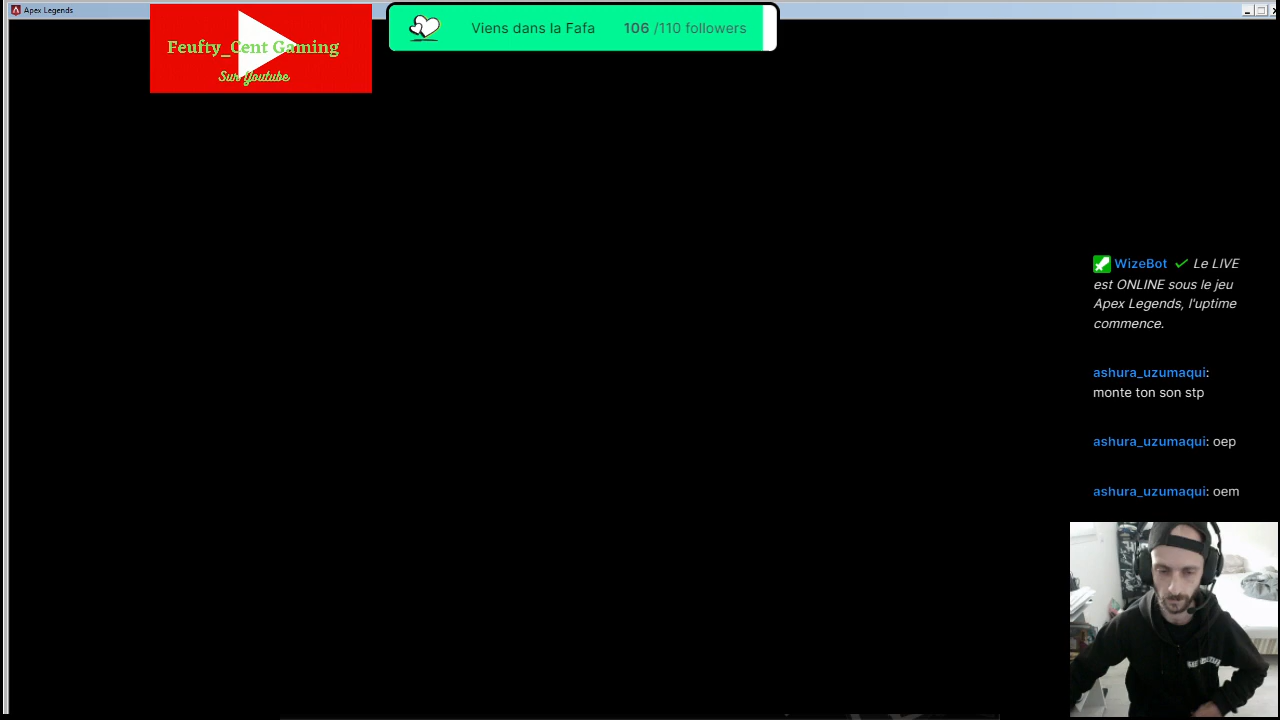 Apex Legends
Feufty_Cent Gaming
Sur Youtube
Viens dans la Fafa 106 /110 followers
WizeBot Le LIVE
est ONLINE sous le jeu
Apex Legends, l'uptime
commence.
ashura_uzumaqui:
monte ton son stp
ashura_uzumaqui: oep
ashura_uzumaqui: oem